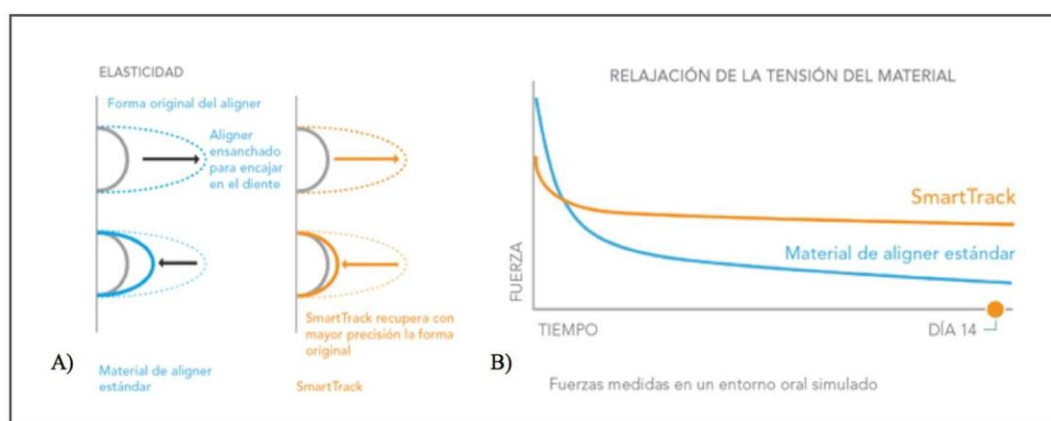 ELASTICIDAD
Forma original del aligner
Aligner
ensanchado
para encajar
en el diente
SmartTrack recupera con
mayor precisión la forma
original
A)
Material de aligner
estándar
SmartTrack
RELAJACIÓN DE LA TENSIÓN DEL MATERIAL
SmartTrack
Material de aligner estándar
FUERZA
TIEMPO
DÍA 14
B)
Fuerzas medidas en un entorno oral simulado